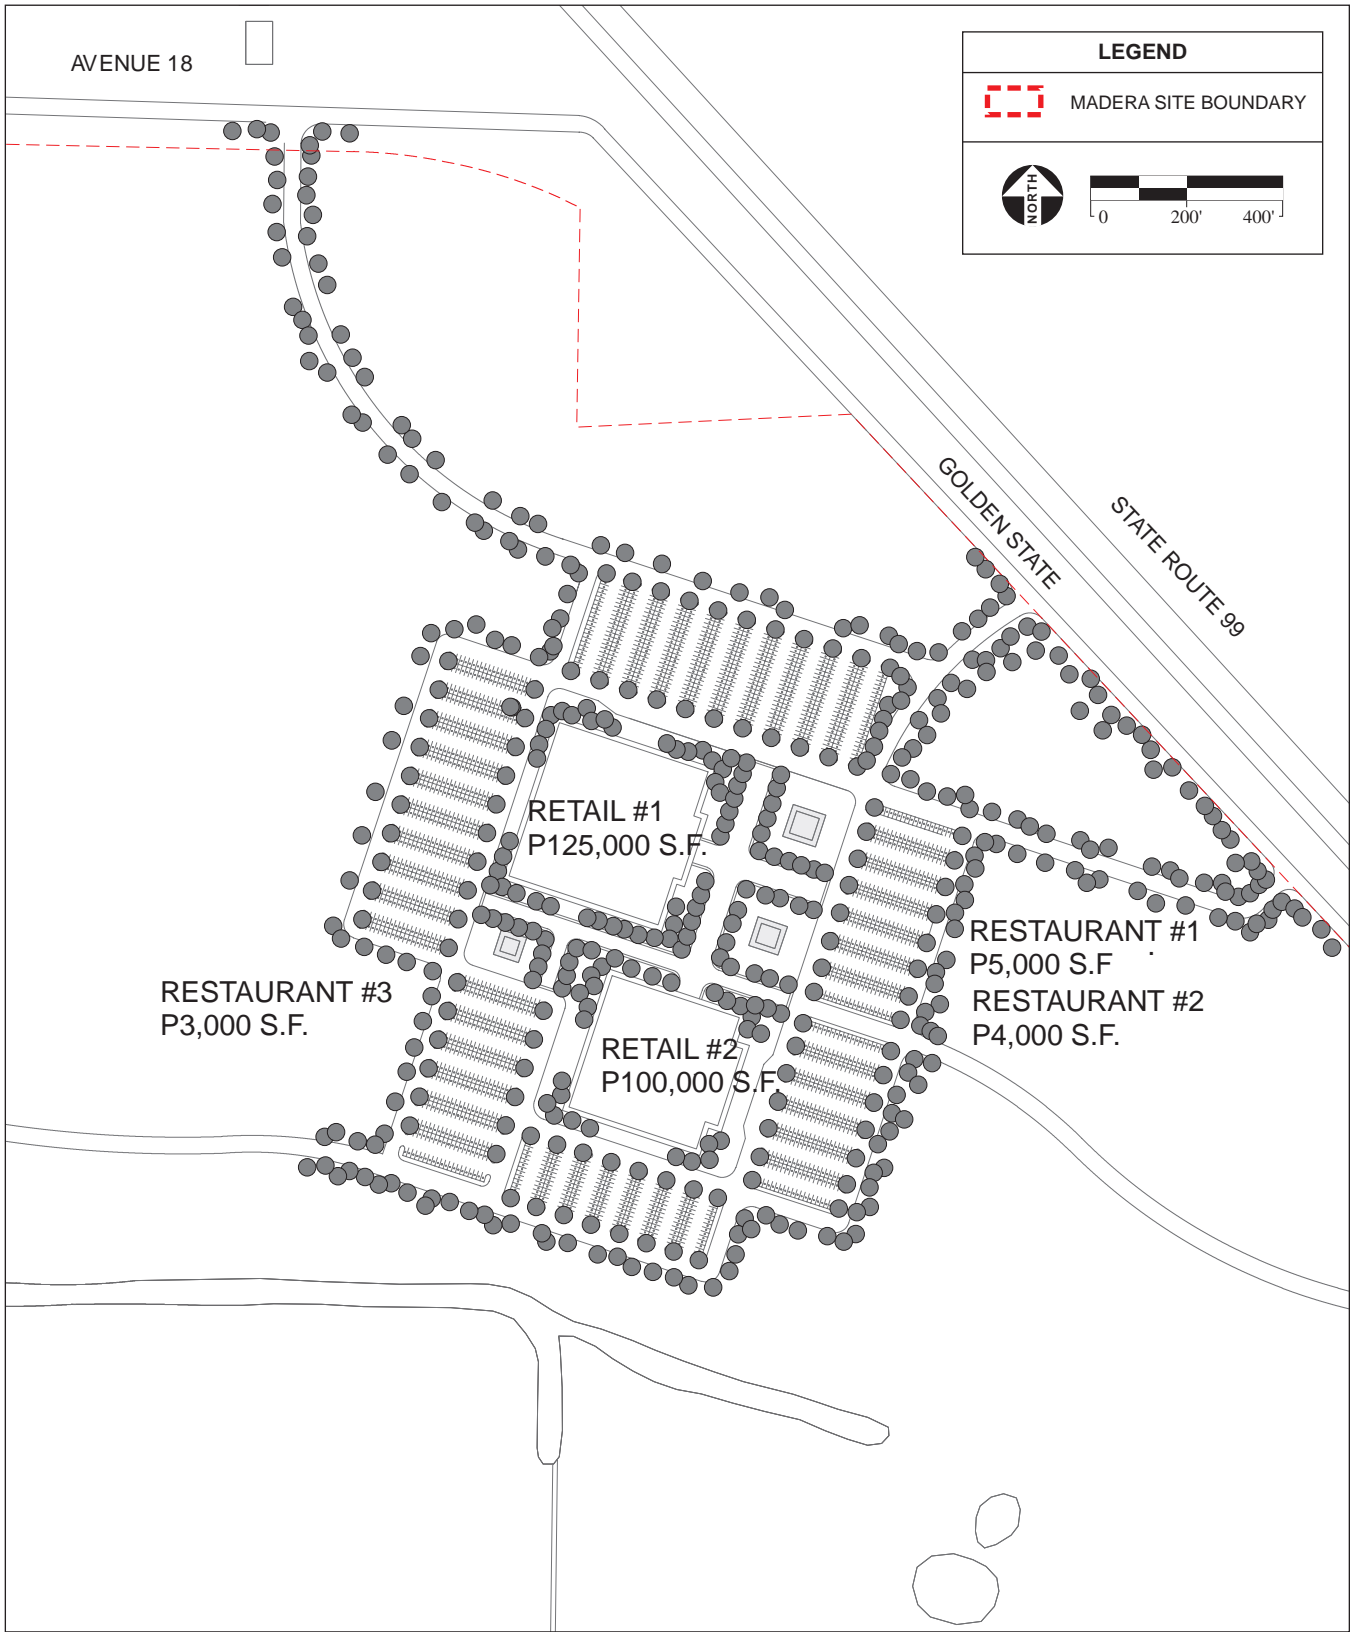 AVENUE 18
LEGEND
MADERA SITE BOUNDARY
NORTH
0 200' 400'
GOLDEN STATE
STATE ROUTE 99
RETAIL #1
P125,000 S.F.
RESTAURANT #1
P5,000 S.F .
RESTAURANT #2
P4,000 S.F.
RESTAURANT #3
P3,000 S.F.
RETAIL #2
P100,000 S.F.